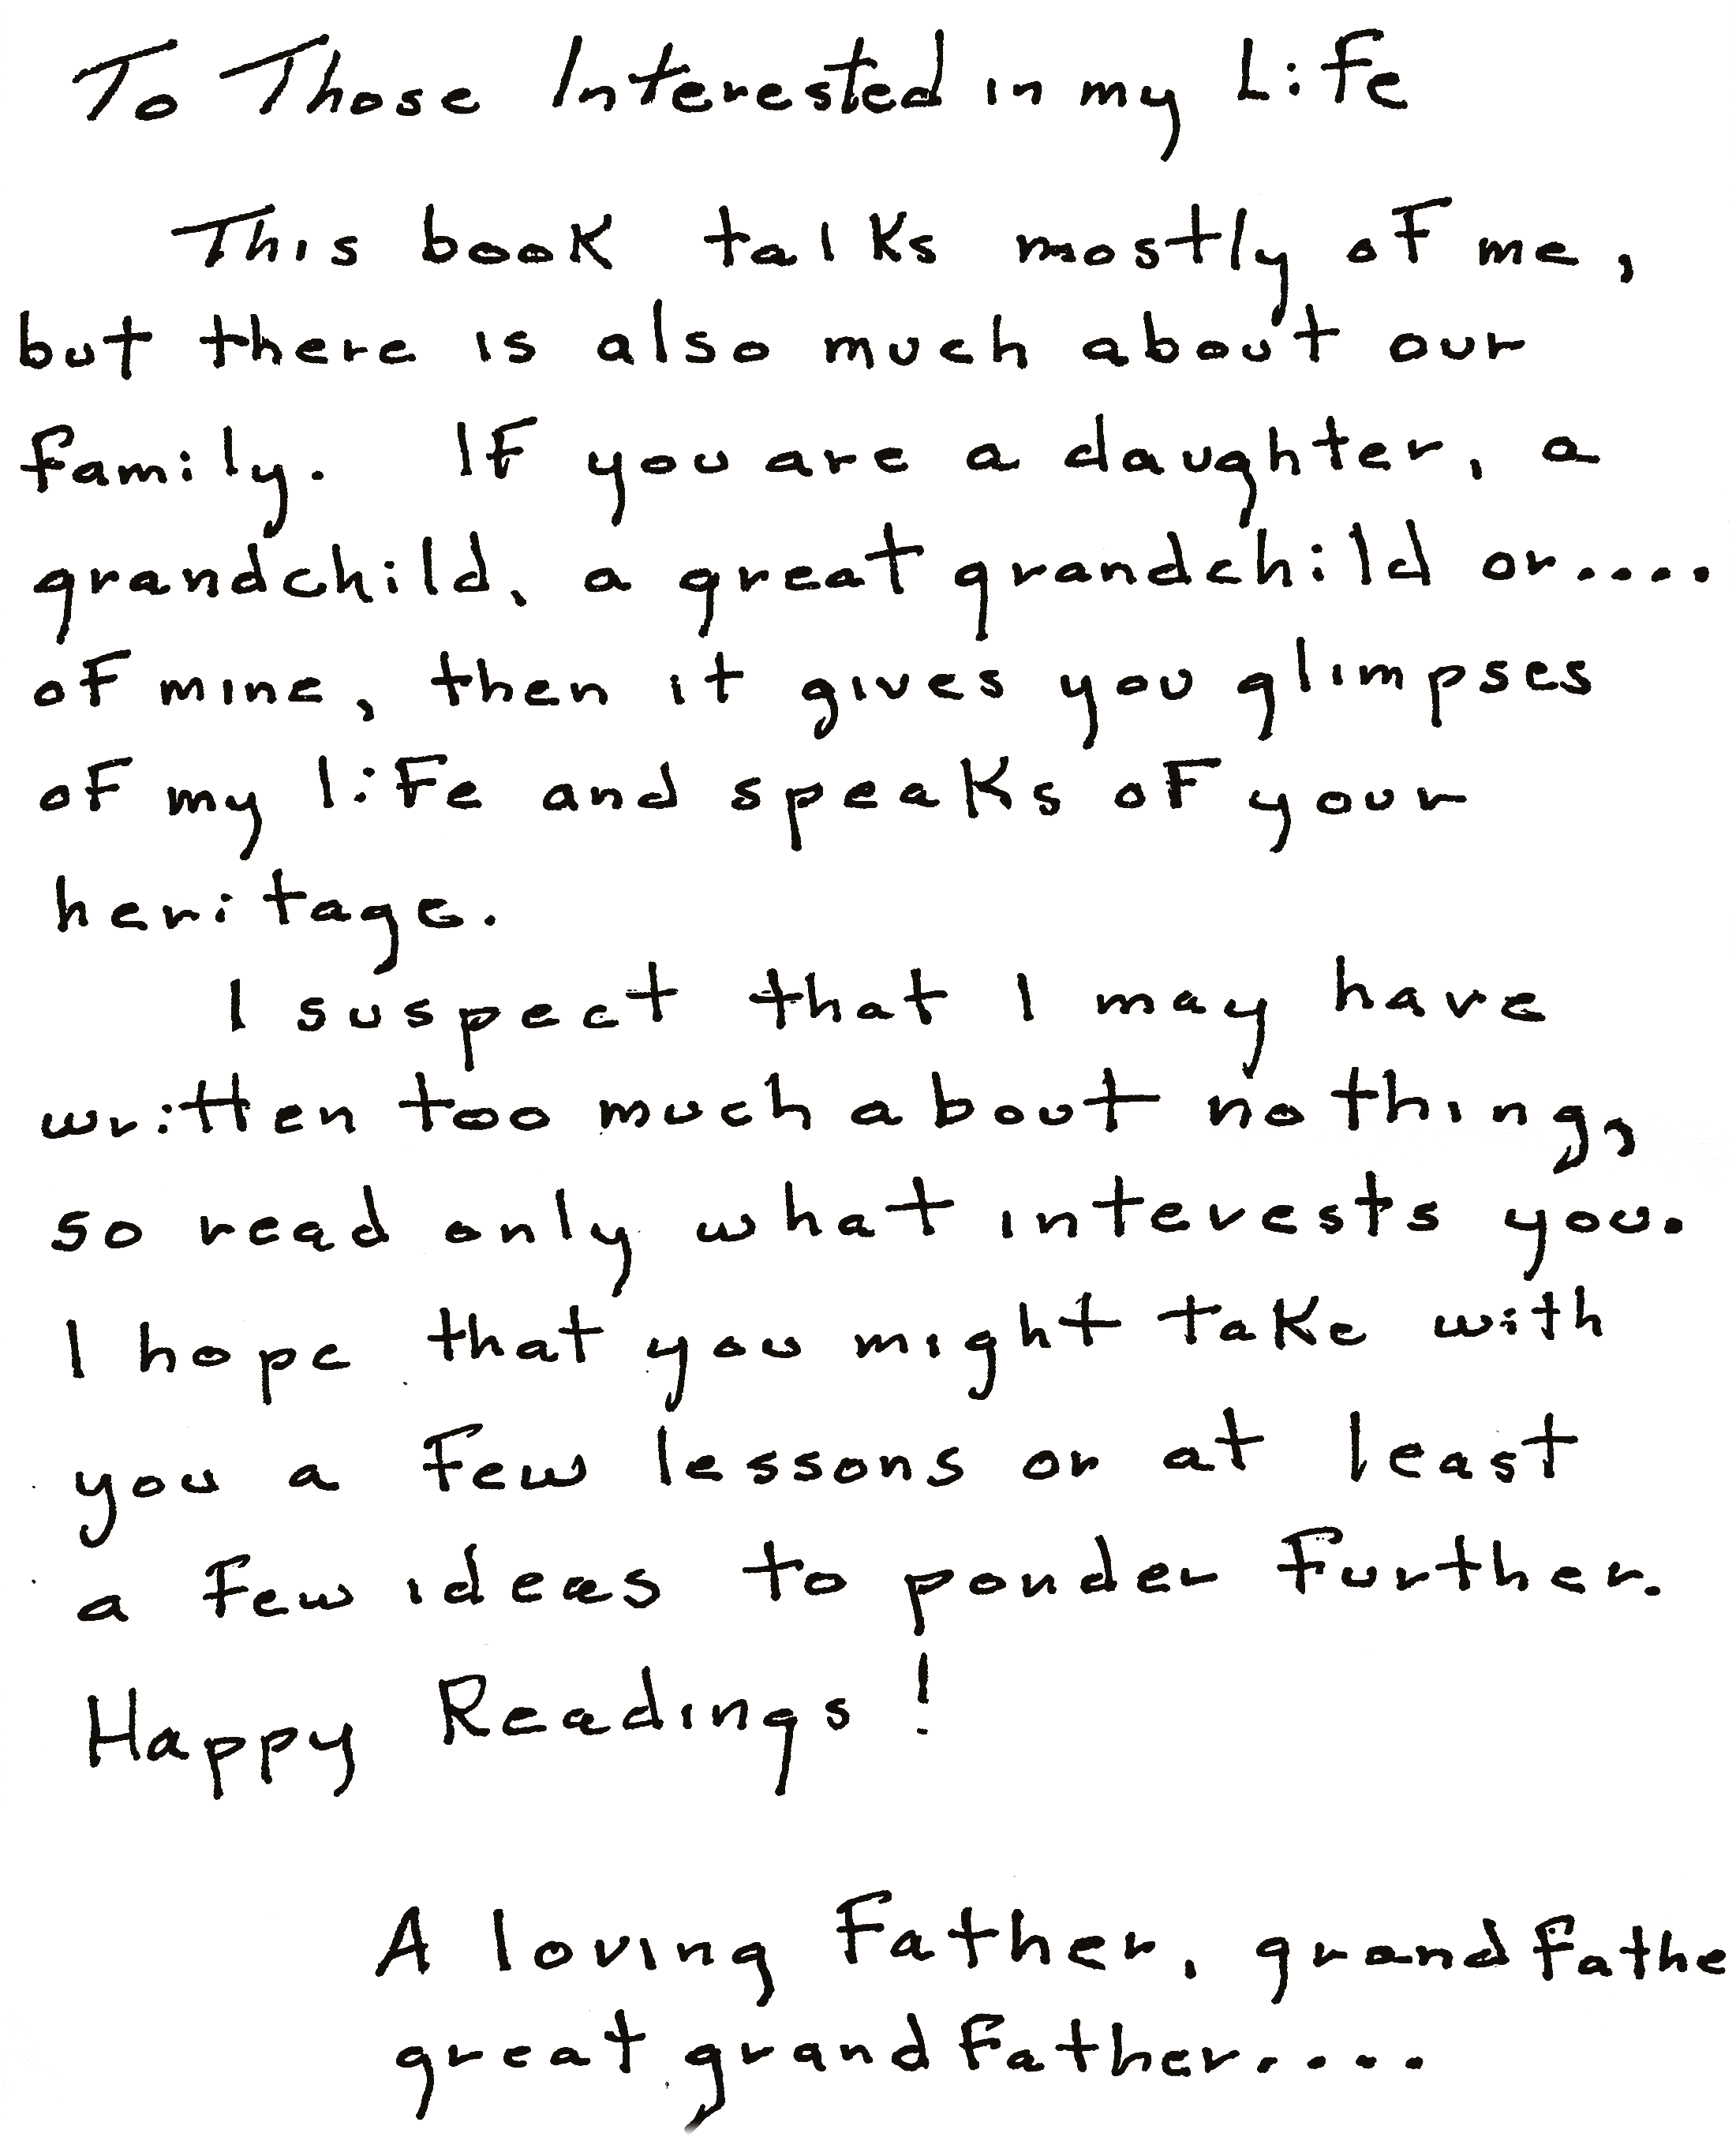 To Those Interested in my Life
This book talks mostly of me,
but there is also much about our
family. If you are a daughter, a
grandchild, a great grandchild or....
of mine, then it gives you glimpses
of my life and speaks of your
heritage.
I suspect that I may have
written too much about nothing,
so read only what interests you.
I hope that you might take with
you a few lessons or at least
a few ideas to ponder further.
Happy Readings!
A loving Father, grandfathe
great grandfather....